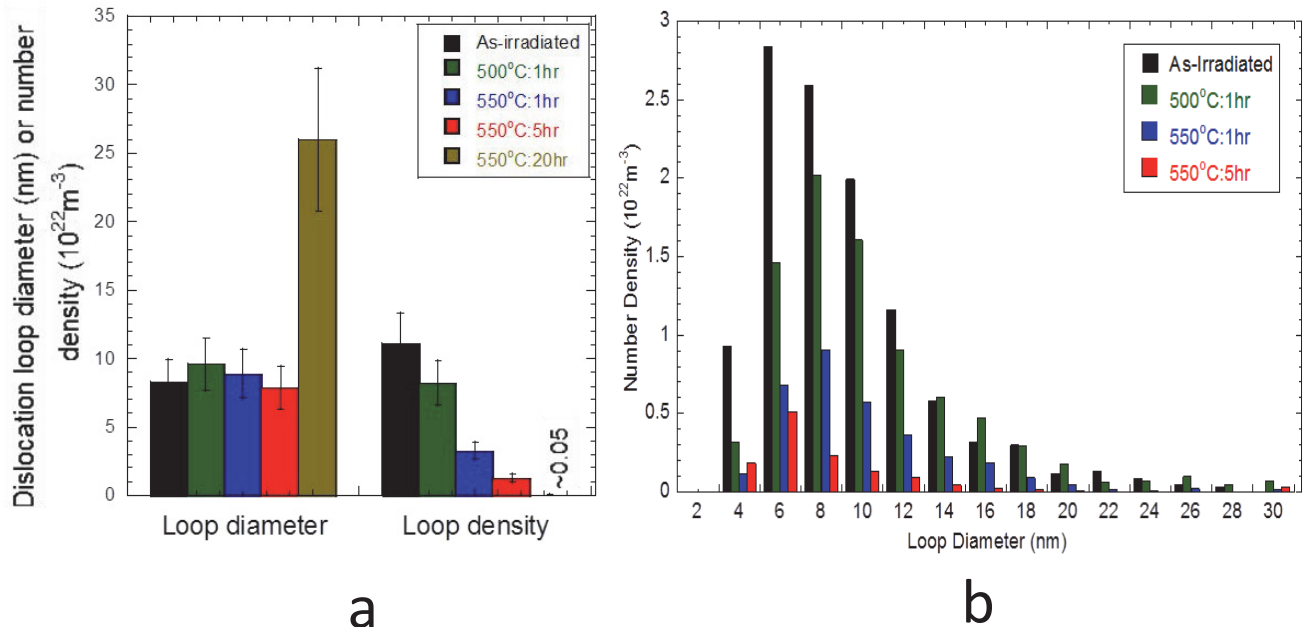 Dislocation loop diameter (nm) or number
density (10²²m⁻³)
35
30
25
20
15
10
5
0
As-irradiated
500°C:1hr
550°C:1hr
550°C:5hr
550°C:20hr
~0.05
Loop diameter
Loop density
a
Number Density (10²²m⁻³)
3
2.5
2
1.5
1
0.5
0
As-Irradiated
500°C:1hr
550°C:1hr
550°C:5hr
2 4 6 8 10 12 14 16 18 20 22 24 26 28 30
Loop Diameter (nm)
b